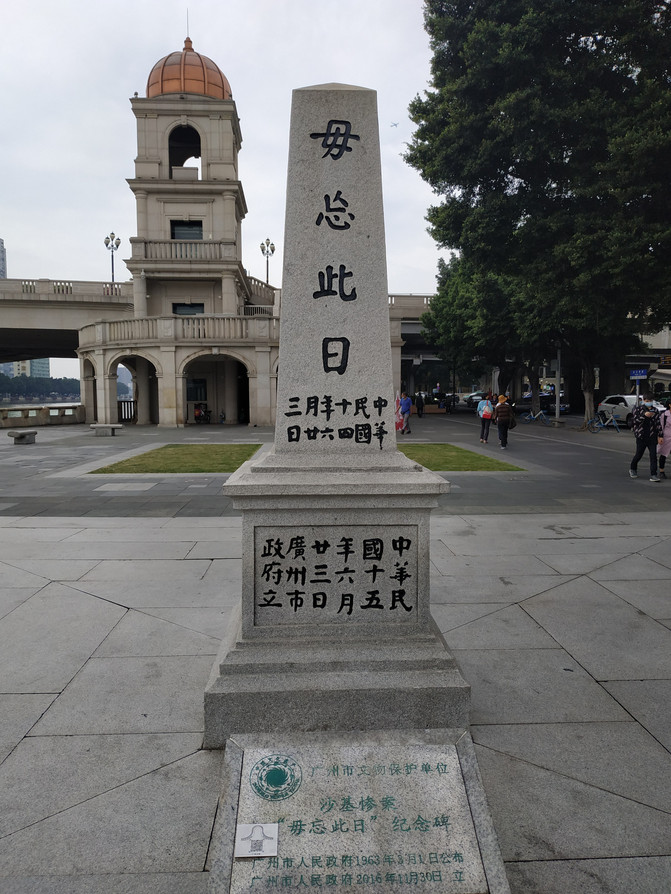 毋忘此日
中華
民國
十四
年六
月廿
三日
中華民
國十五
年六月
廿三日
廣州市
政府立
广州市文物保护单位
沙基惨案
“毋忘此日”纪念碑
广州市人民政府1963年3月1日公布
广州市人民政府2016年11月30日 立